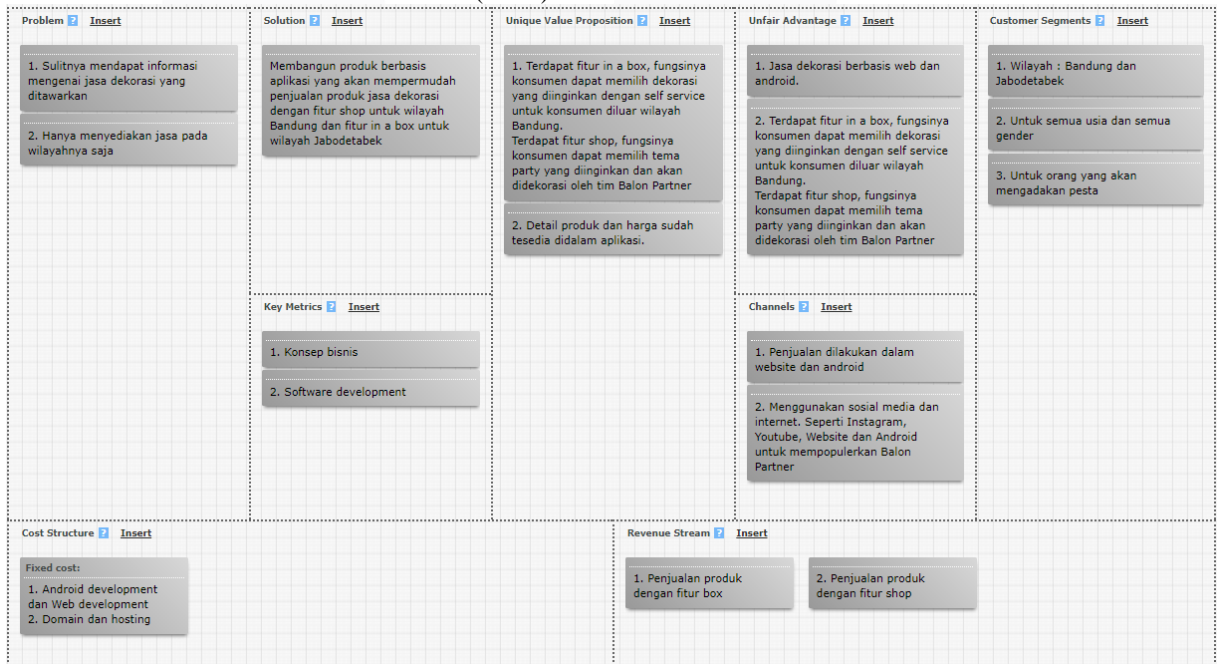 Problem ? Insert
1. Sulitnya mendapat informasi
mengenai jasa dekorasi yang
ditawarkan
2. Hanya menyediakan jasa pada
wilayahnya saja
Solution ? Insert
Membangun produk berbasis
aplikasi yang akan mempermudah
penjualan produk jasa dekorasi
dengan fitur shop untuk wilayah
Bandung dan fitur in a box untuk
wilayah Jabodetabek
Key Metrics ? Insert
1. Konsep bisnis
2. Software development
Unique Value Proposition ? Insert
1. Terdapat fitur in a box, fungsinya
konsumen dapat memilih dekorasi
yang diinginkan dengan self service
untuk konsumen diluar wilayah
Bandung.
Terdapat fitur shop, fungsinya
konsumen dapat memilih tema
party yang diinginkan dan akan
didekorasi oleh tim Balon Partner
2. Detail produk dan harga sudah
tesedia didalam aplikasi.
Unfair Advantage ? Insert
1. Jasa dekorasi berbasis web dan
android.
2. Terdapat fitur in a box, fungsinya
konsumen dapat memilih dekorasi
yang diinginkan dengan self service
untuk konsumen diluar wilayah
Bandung.
Terdapat fitur shop, fungsinya
konsumen dapat memilih tema
party yang diinginkan dan akan
didekorasi oleh tim Balon Partner
Channels ? Insert
1. Penjualan dilakukan dalam
website dan android
2. Menggunakan sosial media dan
internet. Seperti Instagram,
Youtube, Website dan Android
untuk mempopulerkan Balon
Partner
Customer Segments ? Insert
1. Wilayah : Bandung dan
Jabodetabek
2. Untuk semua usia dan semua
gender
3. Untuk orang yang akan
mengadakan pesta
Cost Structure ? Insert
Fixed cost:
1. Android development
dan Web development
2. Domain dan hosting
Revenue Stream ? Insert
1. Penjualan produk
dengan fitur box
2. Penjualan produk
dengan fitur shop